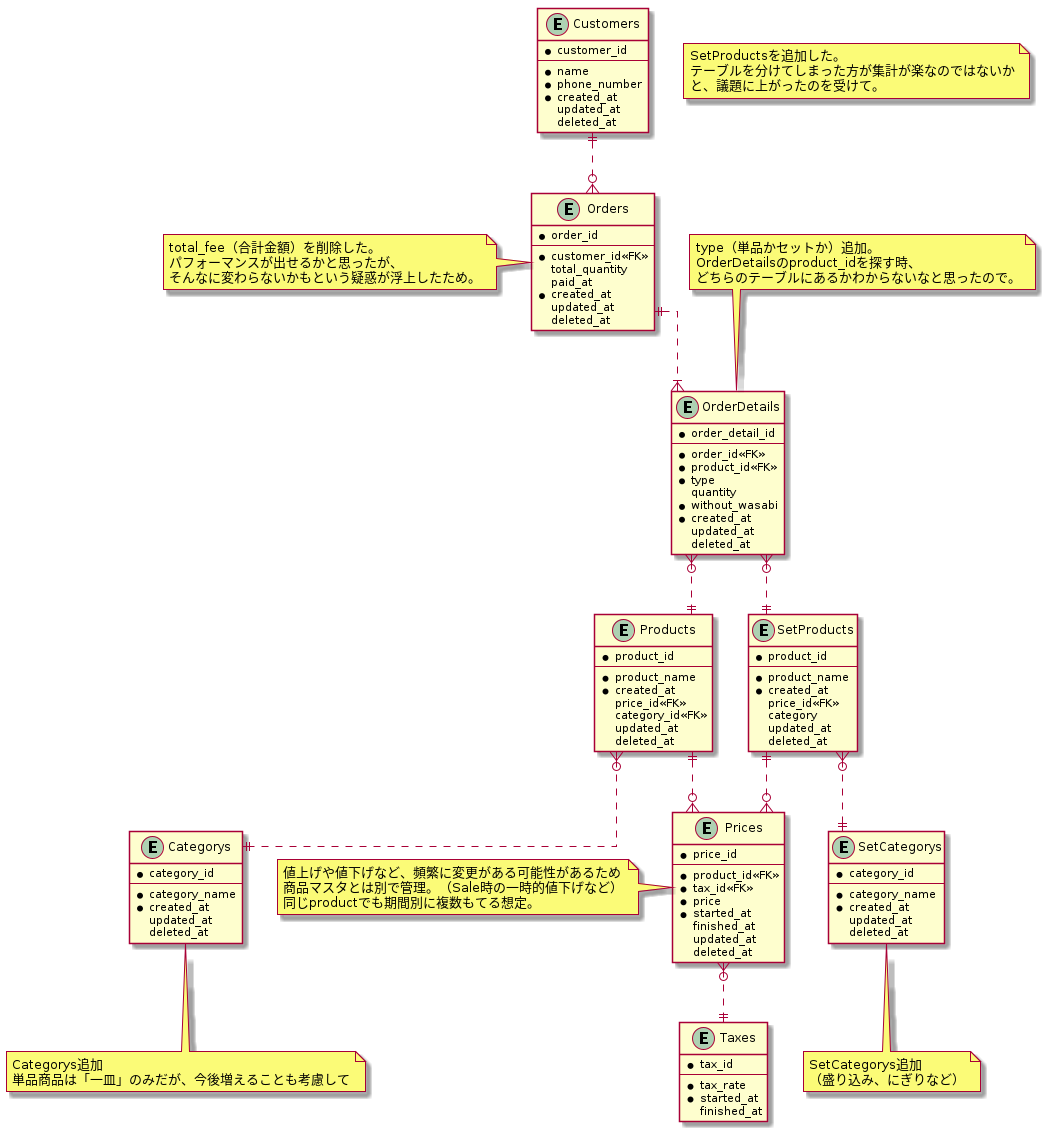 E Customers
customer_id
name
phone_number
created_at
updated_at
deleted_at
SetProductsを追加した。
テーブルを分けてしまった方が集計が楽なのではないか
と、議題に上がったのを受けて。
E Orders
order_id
customer_id«FK»
total_quantity
paid_at
created_at
updated_at
deleted_at
total_fee（合計金額）を削除した。
パフォーマンスが出せるかと思ったが、
そんなに変わらないかもという疑惑が浮上したため。
type（単品かセットか）追加。
OrderDetailsのproduct_idを探す時、
どちらのテーブルにあるかわからないなと思ったので。
E OrderDetails
order_detail_id
order_id«FK»
product_id«FK»
type
quantity
without_wasabi
created_at
updated_at
deleted_at
E Products
product_id
product_name
created_at
price_id«FK»
category_id«FK»
updated_at
deleted_at
E SetProducts
product_id
product_name
created_at
price_id«FK»
category
updated_at
deleted_at
E Categorys
category_id
category_name
created_at
updated_at
deleted_at
値上げや値下げなど、頻繁に変更がある可能性があるため
商品マスタとは別で管理。（Sale時の一時的値下げなど）
同じproductでも期間別に複数もてる想定。
E Prices
price_id
product_id«FK»
tax_id«FK»
price
started_at
finished_at
updated_at
deleted_at
E SetCategorys
category_id
category_name
created_at
updated_at
deleted_at
Categorys追加
単品商品は「一皿」のみだが、今後増えることも考慮して
E Taxes
tax_id
tax_rate
started_at
finished_at
SetCategorys追加
（盛り込み、にぎりなど）